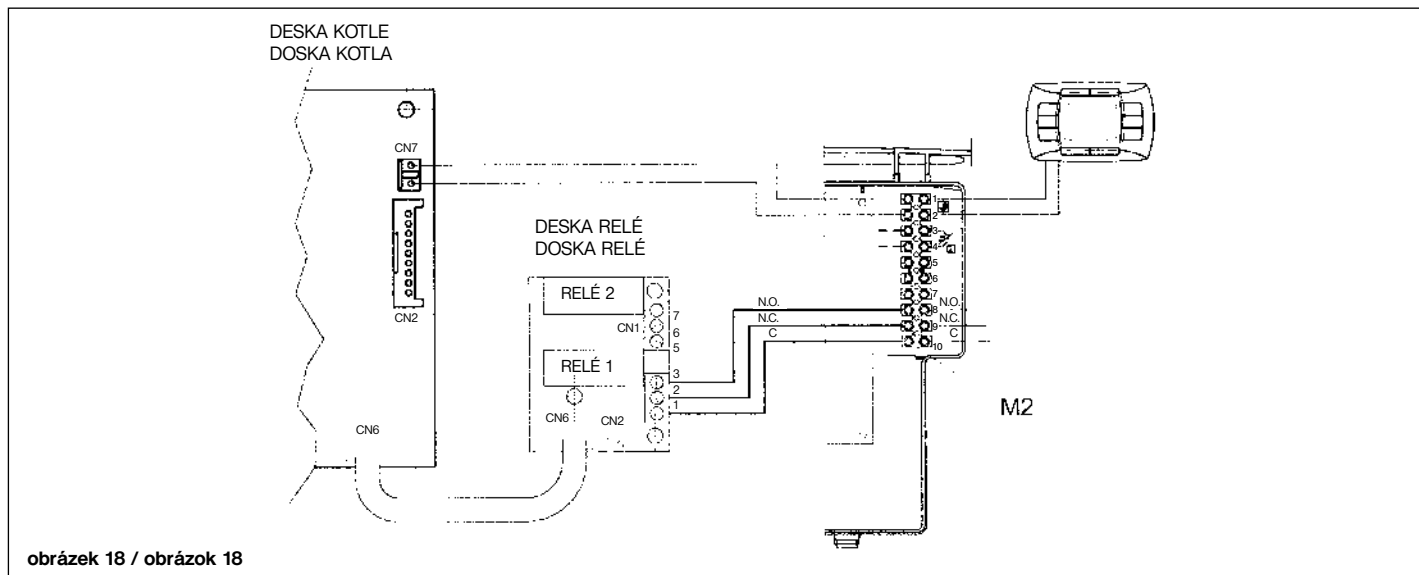 DESKA KOTLE
DOSKA KOTLA
CN7
CN2
CN6
DESKA RELÉ
DOSKA RELÉ
RELÉ 2
7
CN1
6
5
RELÉ 1
3
2
1
CN6
CN2
N.O.
N.C.
C
1
2
3
4
5
6
7
8
9
10
N.O.
N.C.
C
M2
obrázek 18 / obrázok 18